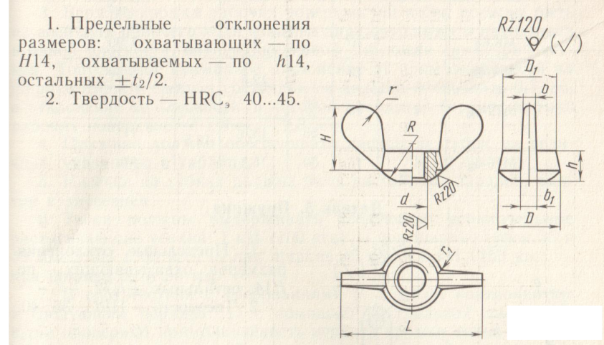 1. Предельные отклонения
размеров: охватывающих — по
H14, охватываемых — по h14,
остальных ±t₂/2.
2. Твердость — HRCэ 40...45.
Rz120
(√)
D₁
b
r
R
H
h
d
Rz20
Rz20
b₁
D
r₁
L